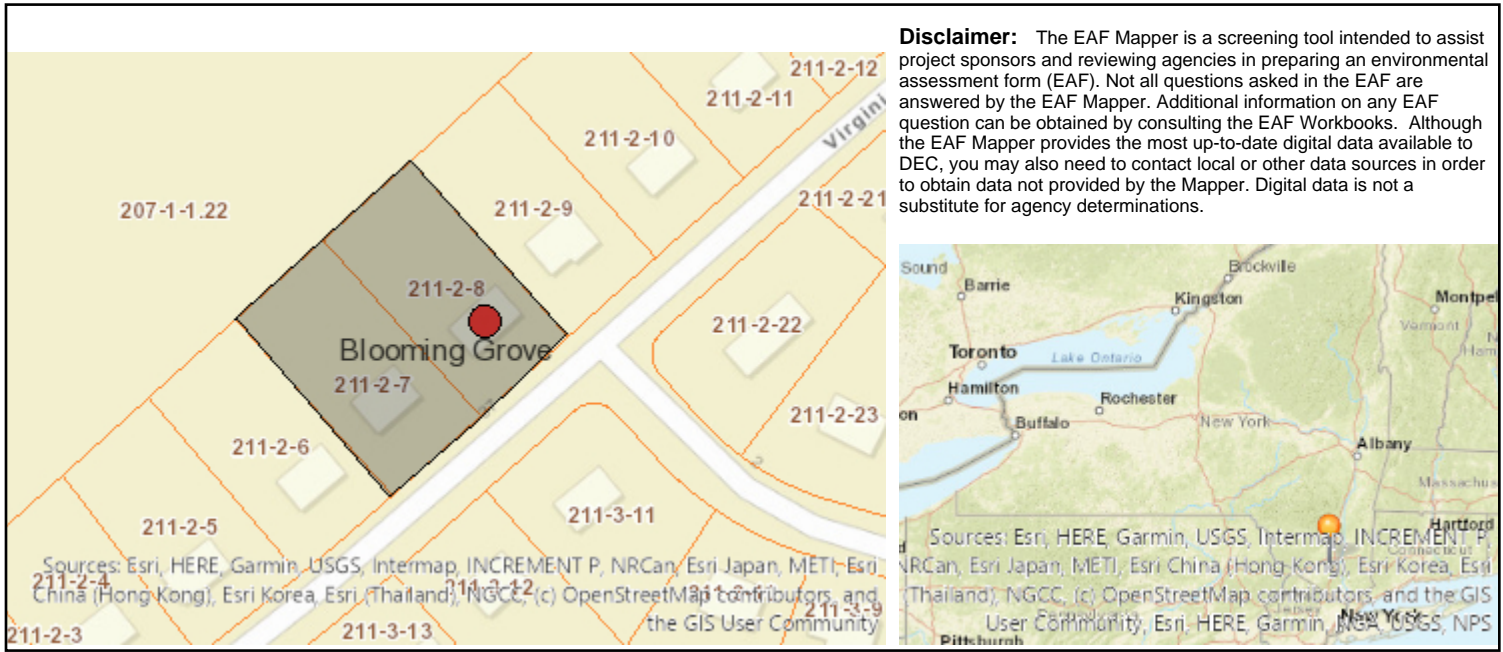 211-2-12
211-2-11
211-2-10
Virgini
207-1-1.22
211-2-9
211-2-21
211-2-8
211-2-22
Blooming Grove
211-2-7
211-2-23
211-2-6
211-3-11
211-2-5
Sources: Esri, HERE, Garmin, USGS, Intermap, INCREMENT P, NRCan, Esri Japan, METI, Esri
China (Hong Kong), Esri Korea, Esri (Thailand), NGCC, (c) OpenStreetMap contributors, and
the GIS User Community
211-2-4
211-3-9
211-2-3
211-3-13
Disclaimer: The EAF Mapper is a screening tool intended to assist
project sponsors and reviewing agencies in preparing an environmental
assessment form (EAF). Not all questions asked in the EAF are
answered by the EAF Mapper. Additional information on any EAF
question can be obtained by consulting the EAF Workbooks. Although
the EAF Mapper provides the most up-to-date digital data available to
DEC, you may also need to contact local or other data sources in order
to obtain data not provided by the Mapper. Digital data is not a
substitute for agency determinations.
Sound
Barrie
Brockville
Kingston
Montpel
Vermont
Ham
Toronto
Lake Ontario
Hamilton
Rochester
on
Buffalo
New York
Albany
Massachus
Hartford
Connecticut
Sources: Esri, HERE, Garmin, USGS, Intermap, INCREMENT P,
NRCan, Esri Japan, METI, Esri China (Hong Kong), Esri Korea, Esri
(Thailand), NGCC, (c) OpenStreetMap contributors, and the GIS
User Community, Esri, HERE, Garmin, NGA, USGS, NPS
Pennsylvania
New York
Pittsburgh